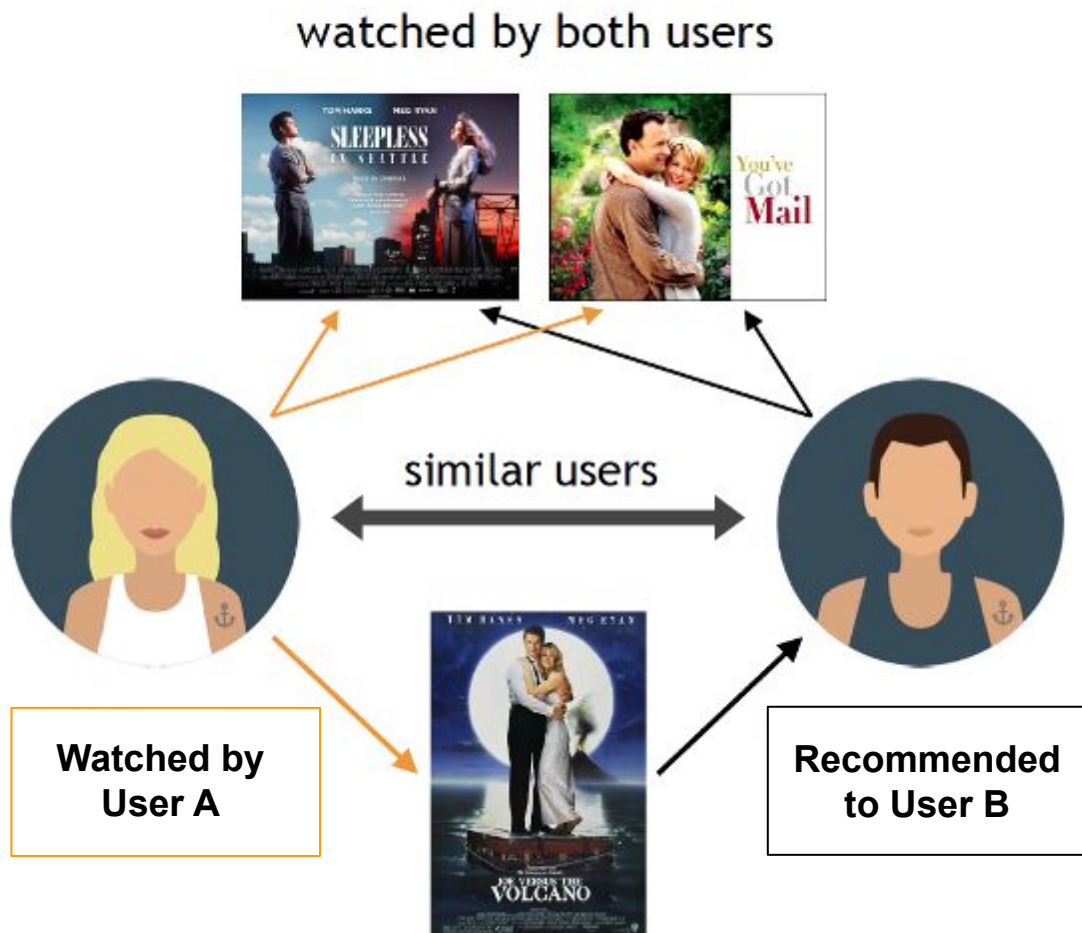 watched by both users
TOM HANKS MEG RYAN
SLEEPLESS
IN SEATTLE
You've
Got
Mail
similar users
TOM HANKS MEG RYAN
JOE VERSUS THE
VOLCANO
Watched by
User A
Recommended
to User B